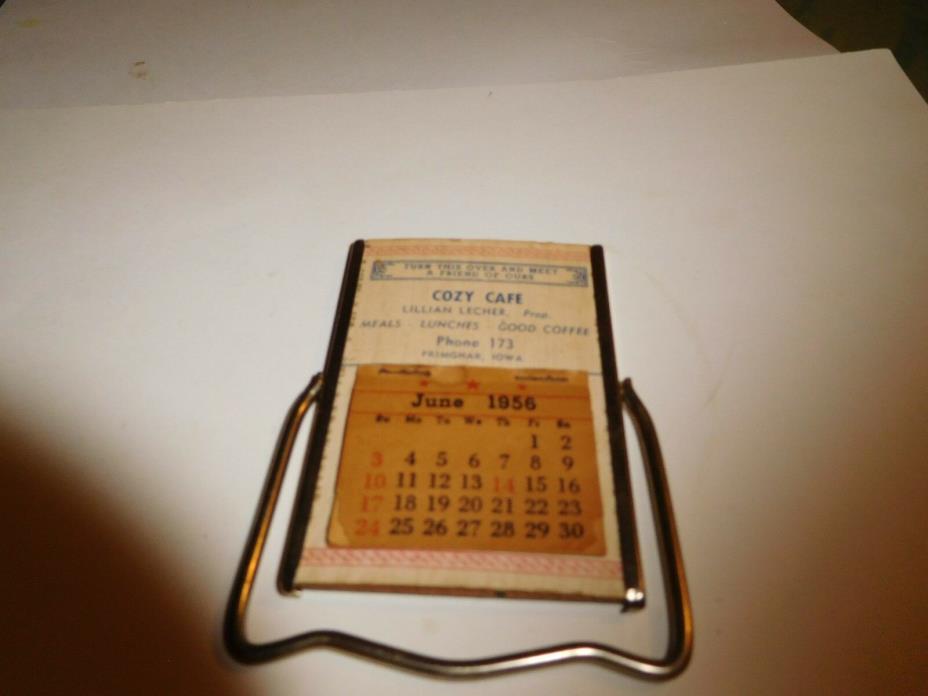 TURN THIS OVER AND MEET
A FRIEND OF OURS
COZY CAFE
LILLIAN LECHER, Prop.
MEALS - LUNCHES - GOOD COFFEE
Phone 173
PRIMGHAR, IOWA
June 1956
Su Mo Tu We Th Fr Sa
1 2
3 4 5 6 7 8 9
10 11 12 13 14 15 16
17 18 19 20 21 22 23
24 25 26 27 28 29 30